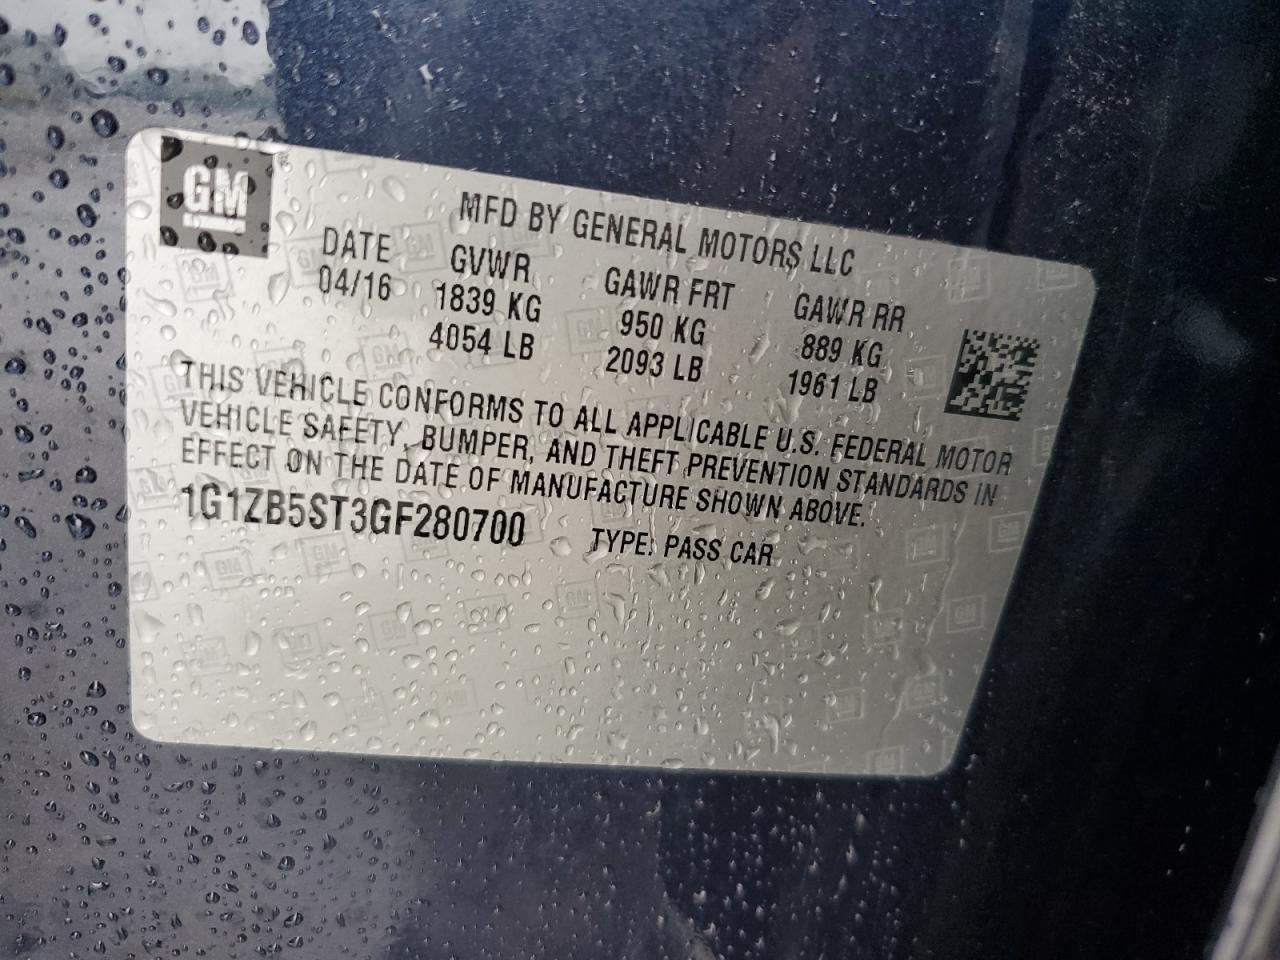 GM
MFD BY GENERAL MOTORS LLC
DATE GVWR GAWR FRT GAWR RR
04/16 1839 KG 950 KG 889 KG
4054 LB 2093 LB 1961 LB
THIS VEHICLE CONFORMS TO ALL APPLICABLE U.S. FEDERAL MOTOR
VEHICLE SAFETY, BUMPER, AND THEFT PREVENTION STANDARDS IN
EFFECT ON THE DATE OF MANUFACTURE SHOWN ABOVE.
1G1ZB5ST3GF280700 TYPE: PASS CAR